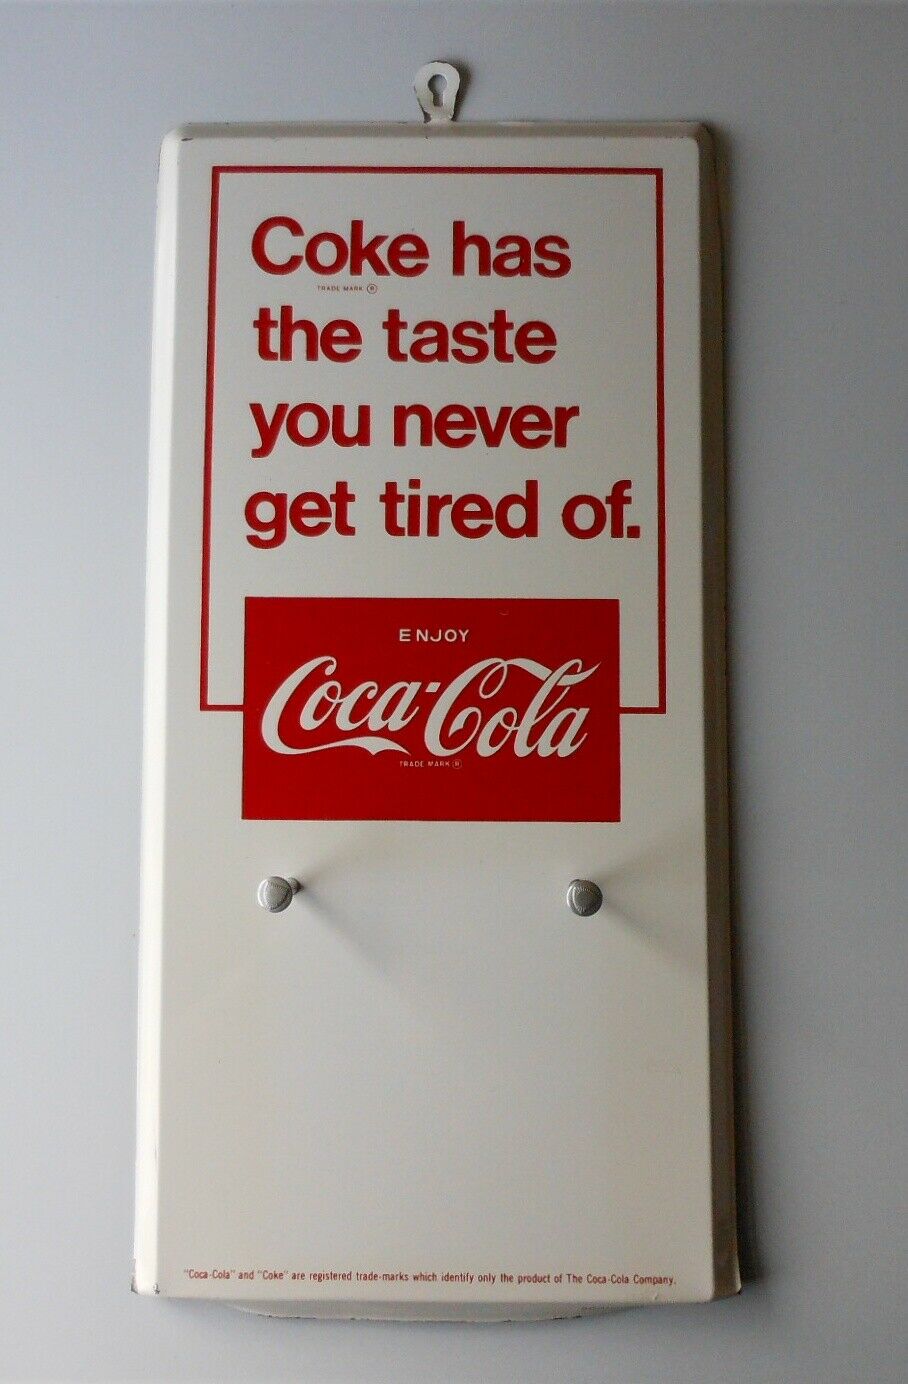 Coke has
TRADE MARK ®
the taste
you never
get tired of.
ENJOY
Coca-Cola
TRADE MARK ®
"Coca-Cola" and "Coke" are registered trade-marks which identify only the product of The Coca-Cola Company.